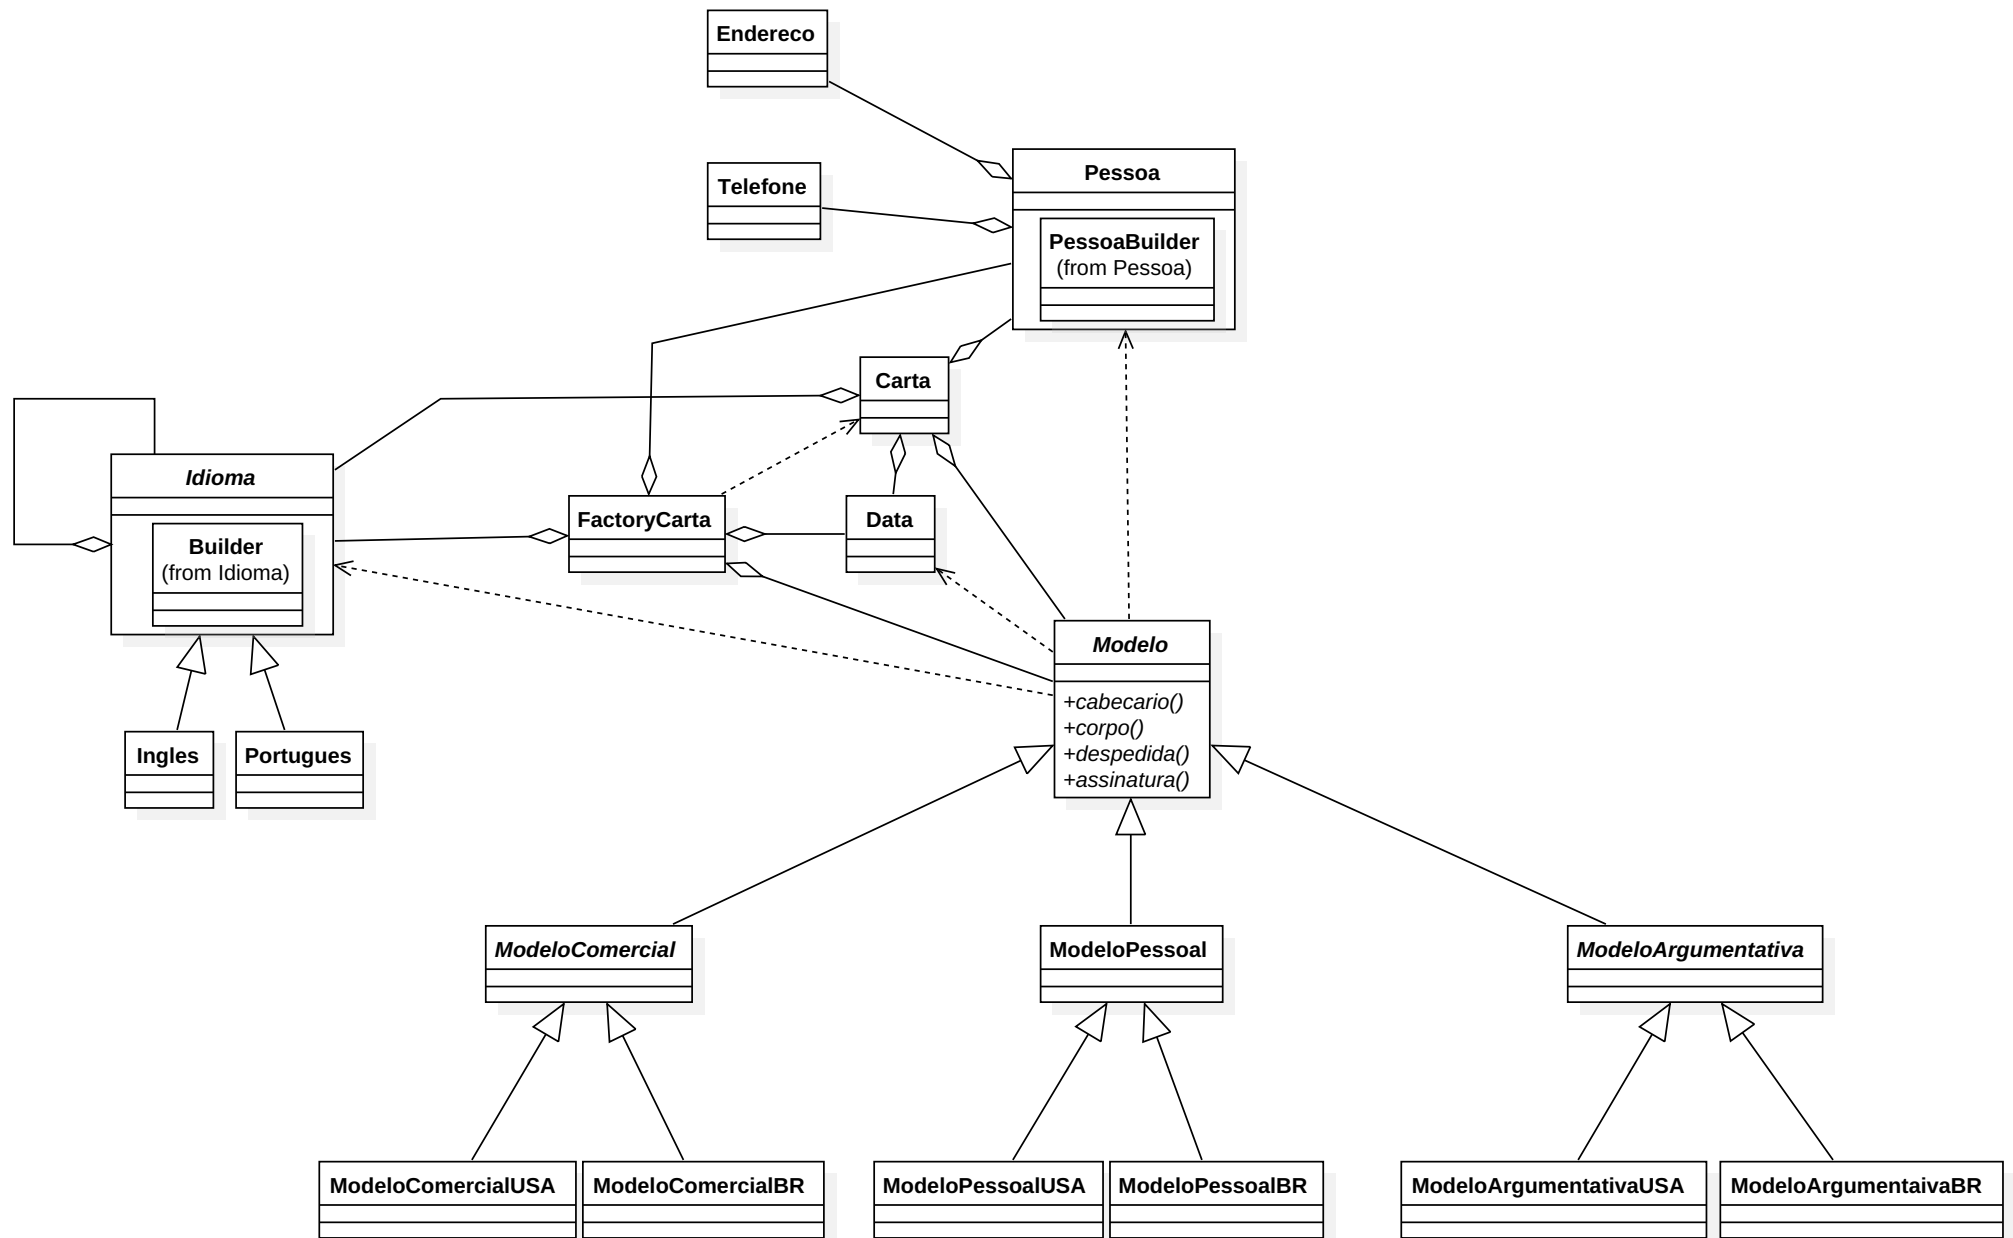 Endereco
Telefone
Pessoa
PessoaBuilder
(from Pessoa)
Carta
Idioma
Builder
(from Idioma)
FactoryCarta
Data
Modelo
+cabecario()
+corpo()
+despedida()
+assinatura()
Ingles
Portugues
ModeloComercial
ModeloPessoal
ModeloArgumentativa
ModeloComercialUSA
ModeloComercialBR
ModeloPessoalUSA
ModeloPessoalBR
ModeloArgumentativaUSA
ModeloArgumentaivaBR